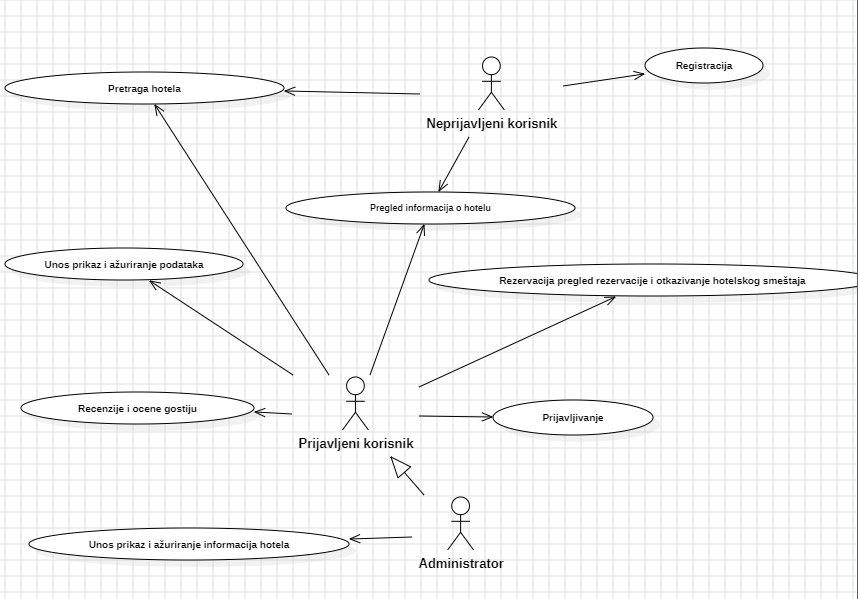 Registracija
Pretraga hotela
Neprijavljeni korisnik
Pregled informacija o hotelu
Unos prikaz i ažuriranje podataka
Rezervacija pregled rezervacije i otkazivanje hotelskog smeštaja
Recenzije i ocene gostiju
Prijavljivanje
Prijavljeni korisnik
Unos prikaz i ažuriranje informacija hotela
Administrator